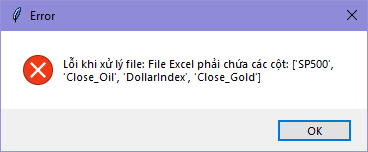 Error
Lỗi khi xử lý file: File Excel phải chứa các cột: ['SP500',
'Close_Oil', 'DollarIndex', 'Close_Gold']
OK